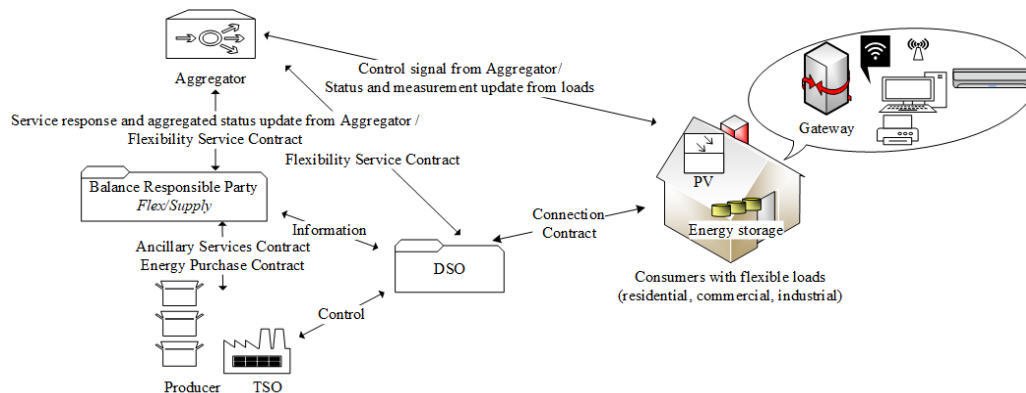 Aggregator
Control signal from Aggregator/
Status and measurement update from loads
Gateway
Service response and aggregated status update from Aggregator /
Flexibility Service Contract
Flexibility Service Contract
Balance Responsible Party
Flex/Supply
PV
Energy storage
Connection
Contract
Information
Ancillary Services Contract
Energy Purchase Contract
DSO
Consumers with flexible loads
(residential, commercial, industrial)
Control
Producer
TSO